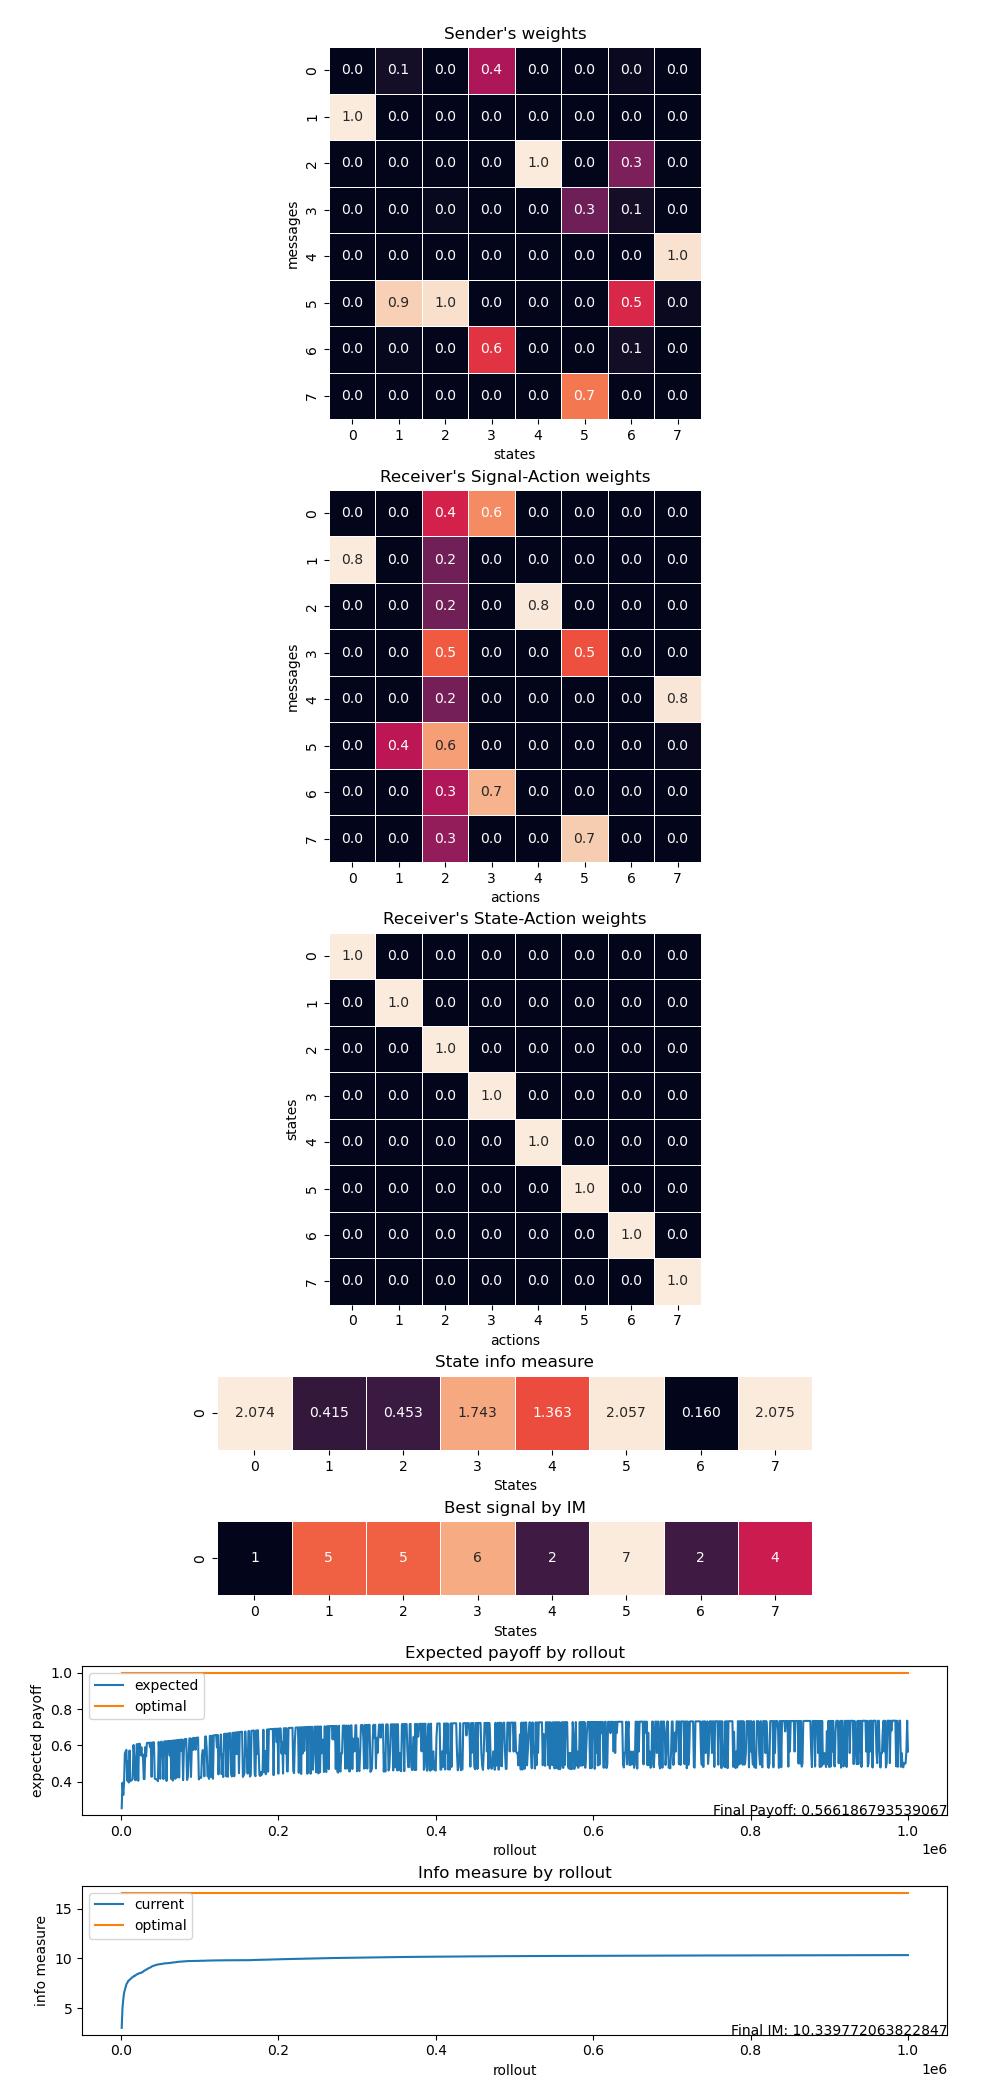 Sender's weights
0 0.0 0.1 0.0 0.4 0.0 0.0 0.0 0.0
1 1.0 0.0 0.0 0.0 0.0 0.0 0.0 0.0
2 0.0 0.0 0.0 0.0 1.0 0.0 0.3 0.0
3 0.0 0.0 0.0 0.0 0.0 0.3 0.1 0.0
4 0.0 0.0 0.0 0.0 0.0 0.0 0.0 1.0
5 0.0 0.9 1.0 0.0 0.0 0.0 0.5 0.0
6 0.0 0.0 0.0 0.6 0.0 0.0 0.1 0.0
7 0.0 0.0 0.0 0.0 0.0 0.7 0.0 0.0
messages
0 1 2 3 4 5 6 7
states
Receiver's Signal-Action weights
0 0.0 0.0 0.4 0.6 0.0 0.0 0.0 0.0
1 0.8 0.0 0.2 0.0 0.0 0.0 0.0 0.0
2 0.0 0.0 0.2 0.0 0.8 0.0 0.0 0.0
3 0.0 0.0 0.5 0.0 0.0 0.5 0.0 0.0
4 0.0 0.0 0.2 0.0 0.0 0.0 0.0 0.8
5 0.0 0.4 0.6 0.0 0.0 0.0 0.0 0.0
6 0.0 0.0 0.3 0.7 0.0 0.0 0.0 0.0
7 0.0 0.0 0.3 0.0 0.0 0.7 0.0 0.0
messages
0 1 2 3 4 5 6 7
actions
Receiver's State-Action weights
0 1.0 0.0 0.0 0.0 0.0 0.0 0.0 0.0
1 0.0 1.0 0.0 0.0 0.0 0.0 0.0 0.0
2 0.0 0.0 1.0 0.0 0.0 0.0 0.0 0.0
3 0.0 0.0 0.0 1.0 0.0 0.0 0.0 0.0
4 0.0 0.0 0.0 0.0 1.0 0.0 0.0 0.0
5 0.0 0.0 0.0 0.0 0.0 1.0 0.0 0.0
6 0.0 0.0 0.0 0.0 0.0 0.0 1.0 0.0
7 0.0 0.0 0.0 0.0 0.0 0.0 0.0 1.0
states
0 1 2 3 4 5 6 7
actions
State info measure
0 2.074 0.415 0.453 1.743 1.363 2.057 0.160 2.075
0 1 2 3 4 5 6 7
States
Best signal by IM
0 1 5 5 6 2 7 2 4
0 1 2 3 4 5 6 7
States
Expected payoff by rollout
expected payoff
1.0
0.8
0.6
0.4
expected
optimal
Final Payoff: 0.566186793539067
0.0 0.2 0.4 0.6 0.8 1.0
rollout
1e6
Info measure by rollout
info measure
15
10
5
current
optimal
Final IM: 10.339772063822847
0.0 0.2 0.4 0.6 0.8 1.0
rollout
1e6